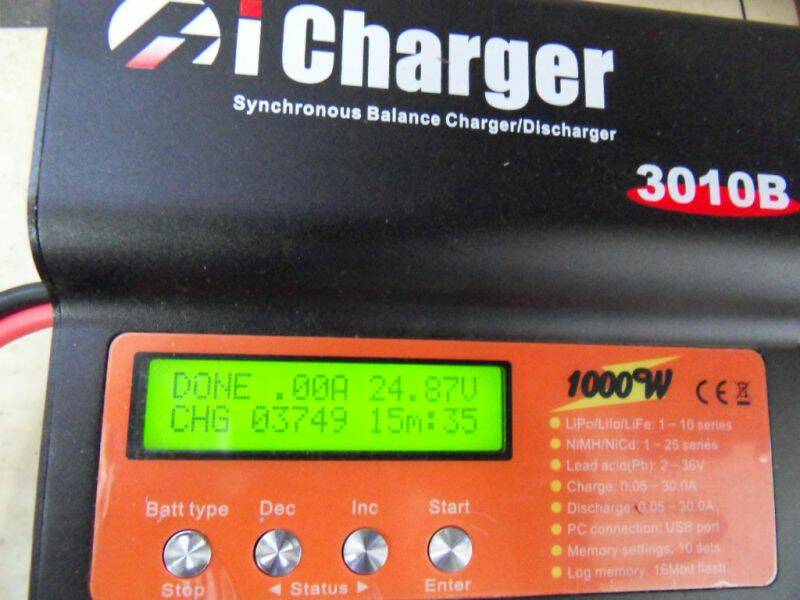 iCharger
Synchronous Balance Charger/Discharger
3010B
DONE .00A 24.87V
CHG 03749 15m:35
1000W
CE
LiPo/LiIo/LiFe: 1-10 series
NiMH/NiCd: 1-25 series
Lead acid(Pb): 2-36V
Charge: 0.05-30.0A
Discharge: 0.05-30.0A
PC connection: USB port
Memory settings: 10 sets
Log memory: 16Mbit flash
Batt type Dec Inc Start
Stop ◄ Status ► Enter